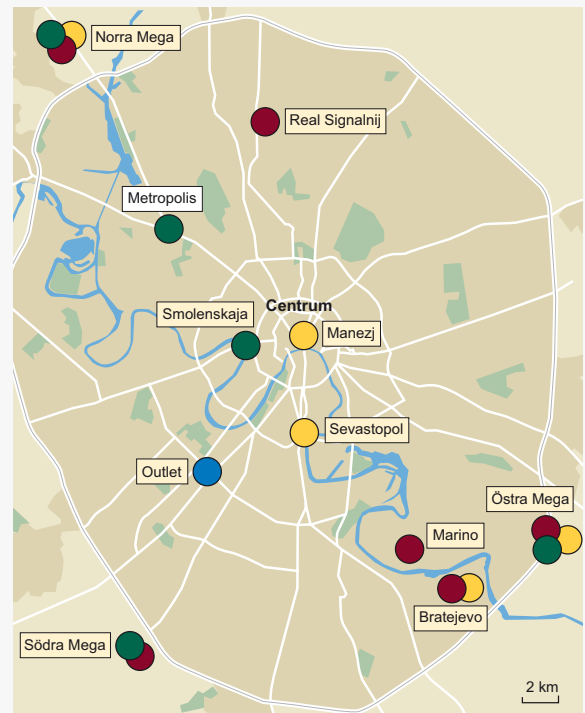 Norra Mega
Real Signalnij
Metropolis
Centrum
Smolenskaja
Manezj
Sevastopol
Outlet
Östra Mega
Marino
Bratejevo
Södra Mega
2 km